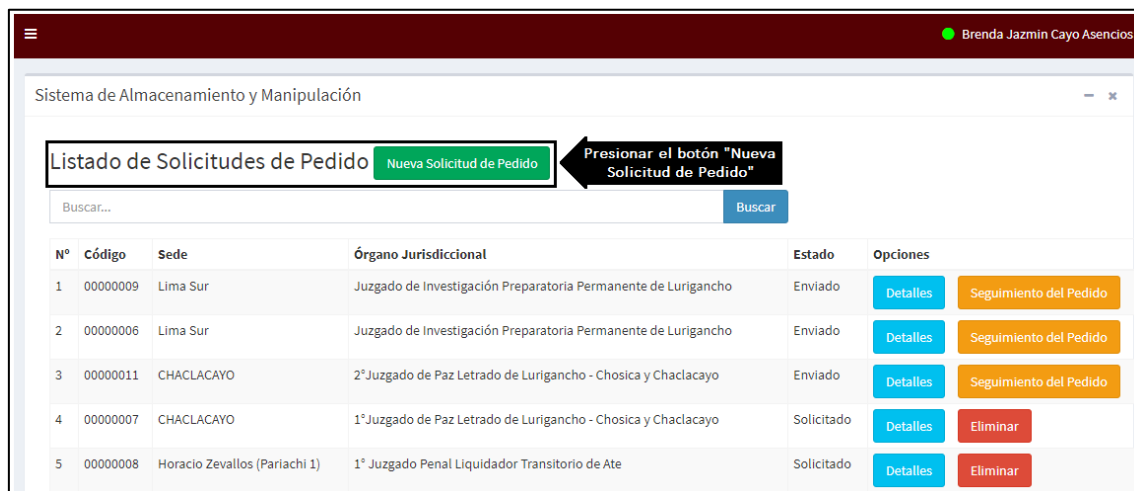 Brenda Jazmin Cayo Asencios
Sistema de Almacenamiento y Manipulación
Listado de Solicitudes de Pedido Nueva Solicitud de Pedido
Presionar el botón "Nueva
Solicitud de Pedido"
Buscar... Buscar
N° Código Sede Órgano Jurisdiccional Estado Opciones
1 00000009 Lima Sur Juzgado de Investigación Preparatoria Permanente de Lurigancho Enviado Detalles Seguimiento del Pedido
2 00000006 Lima Sur Juzgado de Investigación Preparatoria Permanente de Lurigancho Enviado Detalles Seguimiento del Pedido
3 00000011 CHACLACAYO 2°Juzgado de Paz Letrado de Lurigancho - Chosica y Chaclacayo Enviado Detalles Seguimiento del Pedido
4 00000007 CHACLACAYO 1°Juzgado de Paz Letrado de Lurigancho - Chosica y Chaclacayo Solicitado Detalles Eliminar
5 00000008 Horacio Zevallos (Pariachi 1) 1° Juzgado Penal Liquidador Transitorio de Ate Solicitado Detalles Eliminar